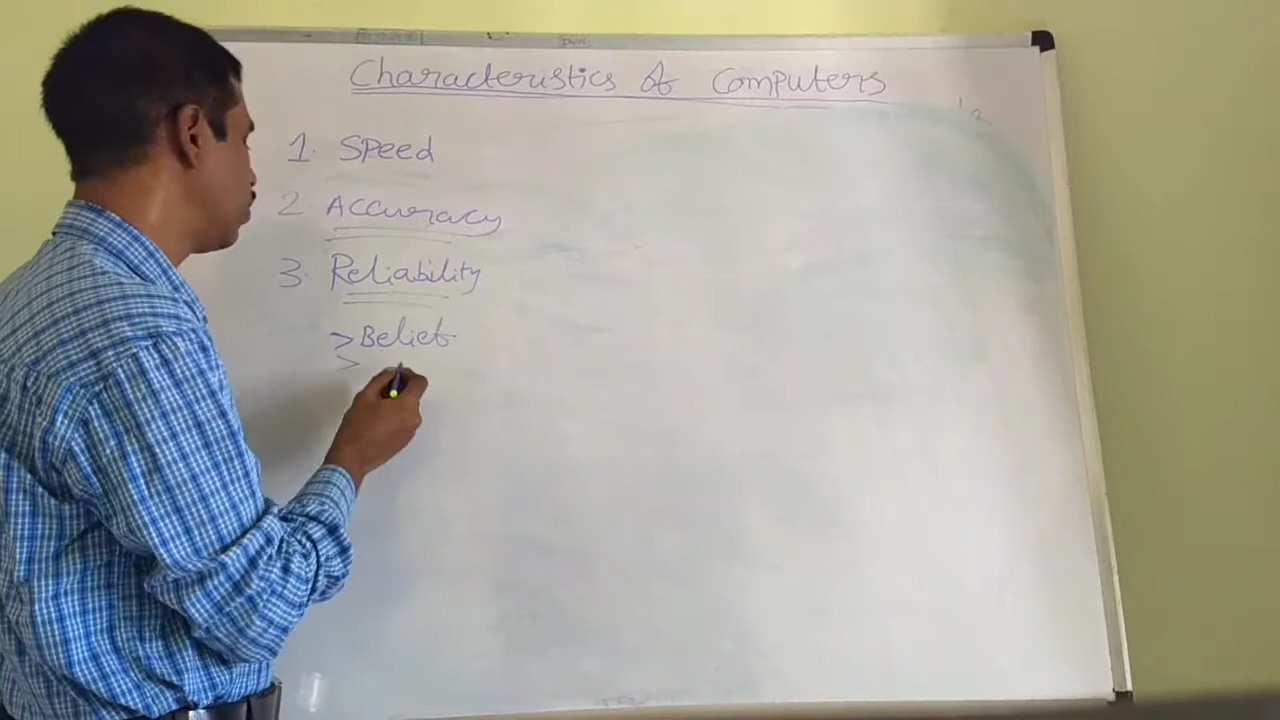 Characteristics of Computers
1. Speed
2. Accuracy
3. Reliability
> Belief
>